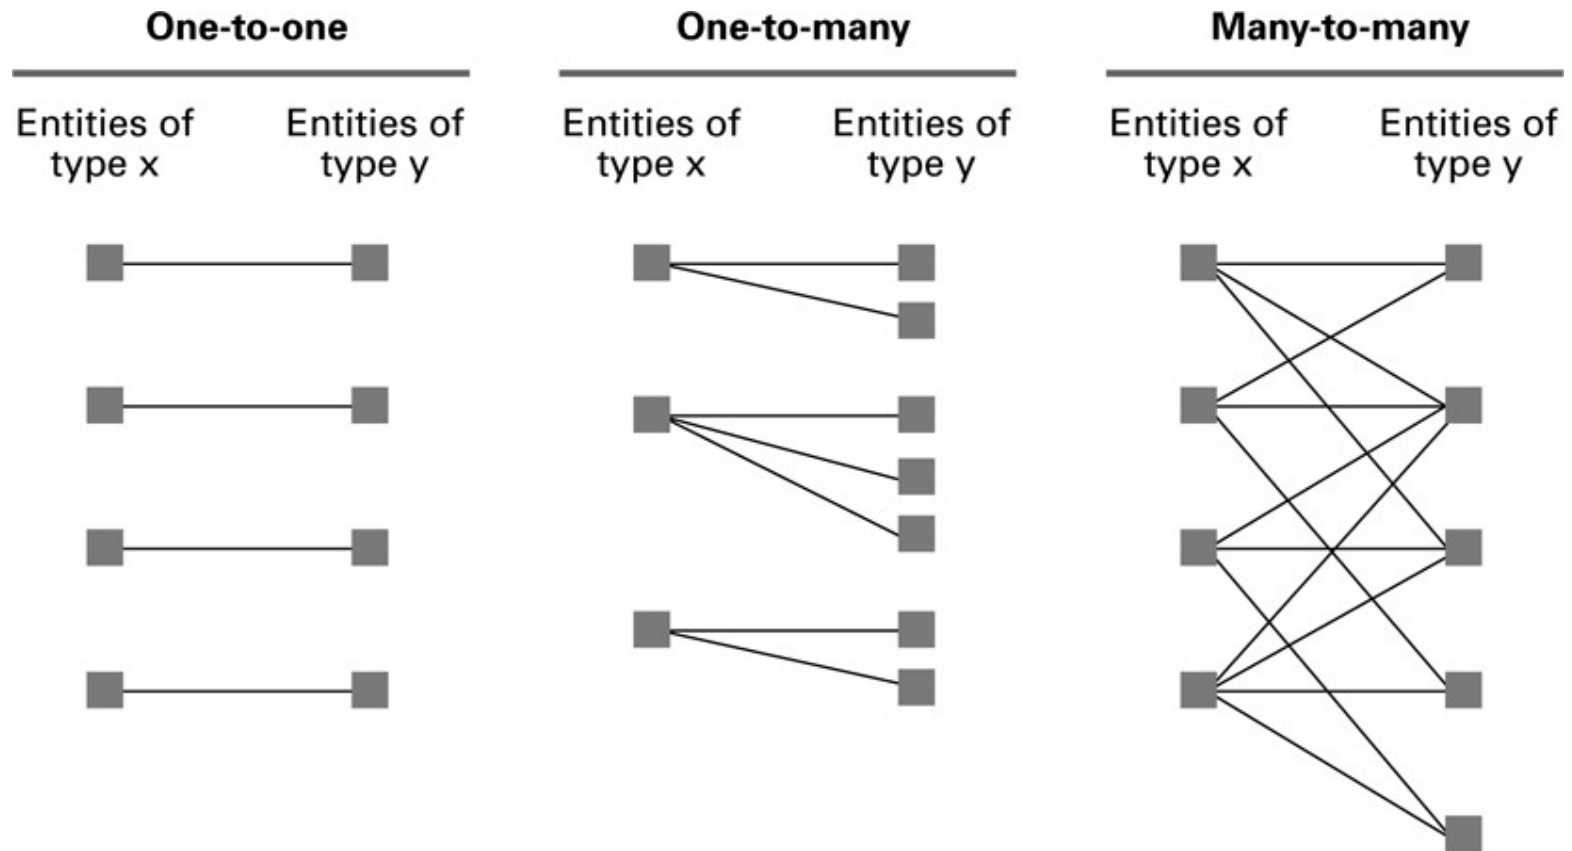 One-to-one
Entities of
type x
Entities of
type y
One-to-many
Entities of
type x
Entities of
type y
Many-to-many
Entities of
type x
Entities of
type y